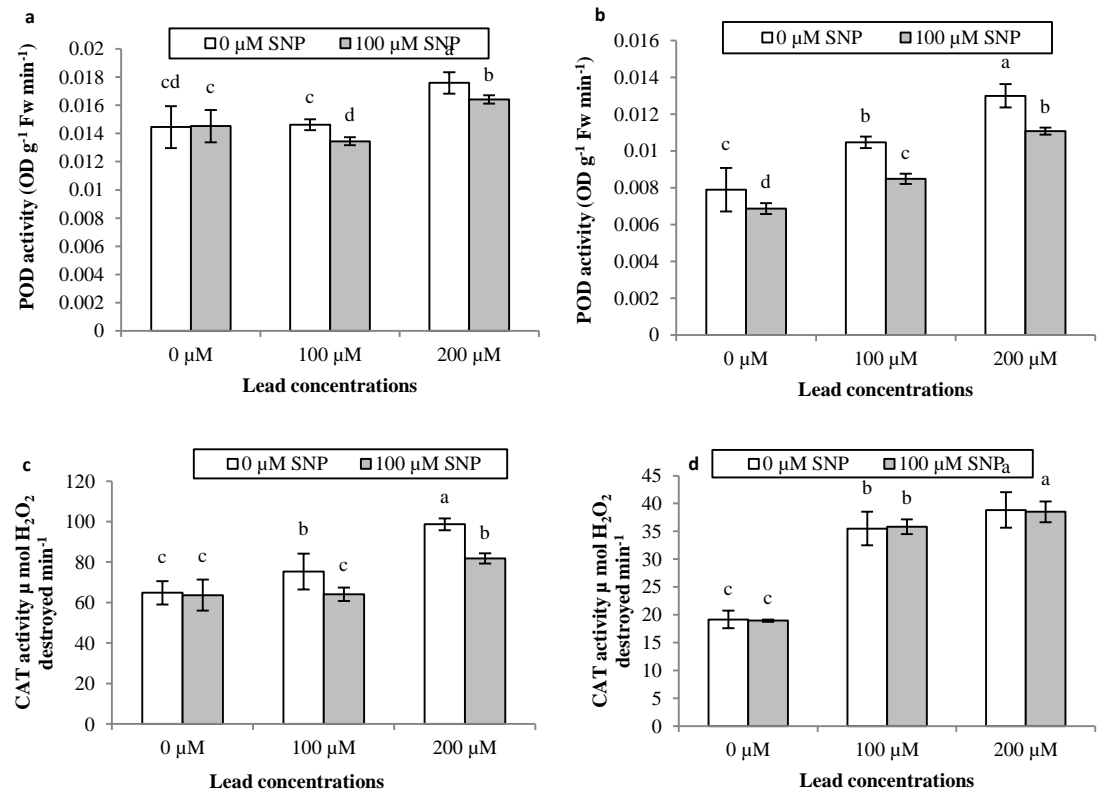 a
0 µM SNP 100 µM SNP
POD activity (OD g-1 Fw min-1)
0.02
0.018
0.016
0.014
0.012
0.01
0.008
0.006
0.004
0.002
0
cd c c d a b
0 µM 100 µM 200 µM
Lead concentrations
b
0 µM SNP 100 µM SNP
POD activity (OD g-1 Fw min-1)
0.016
0.014
0.012
0.01
0.008
0.006
0.004
0.002
0
c d b c a b
0 µM 100 µM 200 µM
Lead concentrations
c
0 µM SNP 100 µM SNP
CAT activity µ mol H2O2
destroyed min-1
120
100
80
60
40
20
0
c c b c a b
0 µM 100 µM 200 µM
Lead concentrations
d
0 µM SNP 100 µM SNP
CAT activity µ mol H2O2
destroyed min-1
45
40
35
30
25
20
15
10
5
0
c c b b a a
0 µM 100 µM 200 µM
Lead concentrations